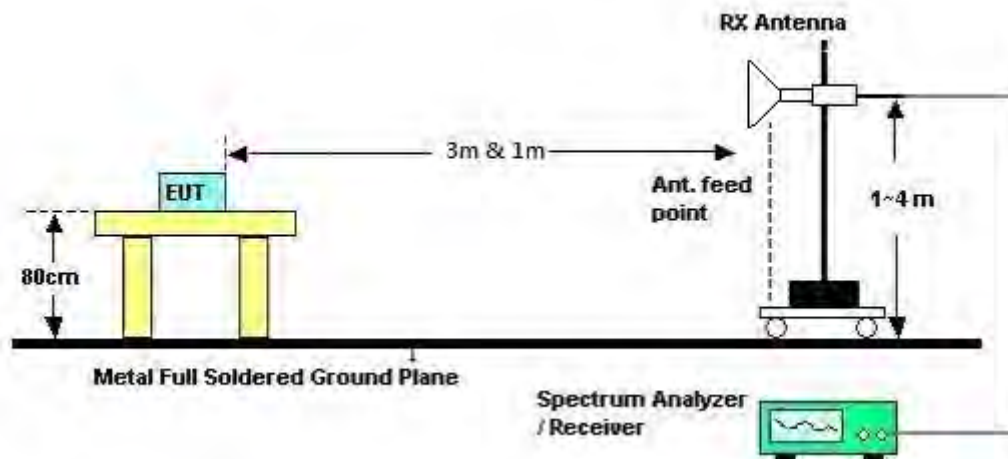 RX Antenna
3m & 1m
EUT
Ant. feed
point
1~4 m
80cm
Metal Full Soldered Ground Plane
Spectrum Analyzer
/ Receiver